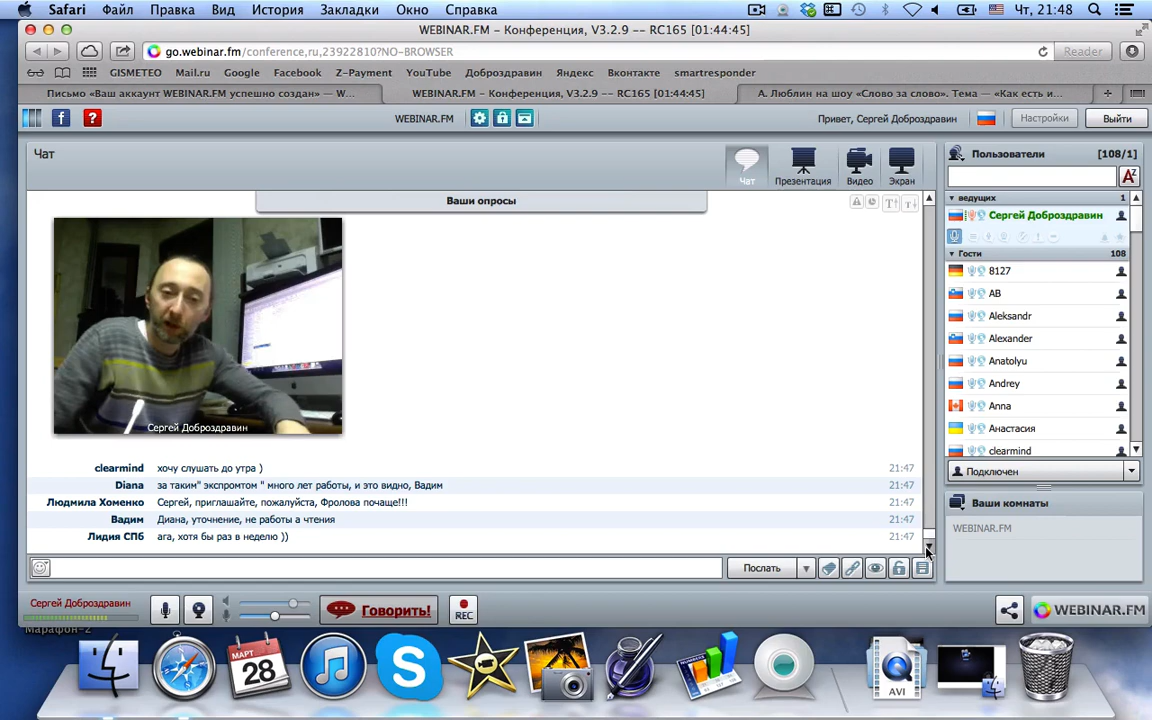 Safari Файл Правка Вид История Закладки Окно Справка Чт, 21:48
WEBINAR.FM – Конференция, V3.2.9 -- RC165 [01:44:45]
go.webinar.fm/conference,ru,23922810?NO-BROWSER Reader
GISMETEO Mail.ru Google Facebook Z-Payment YouTube Доброздравин Яндекс Вконтакте smartresponder
Письмо «Ваш аккаунт WEBINAR.FM успешно создан» — W...
WEBINAR.FM – Конференция, V3.2.9 -- RC165 [01:44:45]
А. Люблин на шоу «Слово за слово». Тема — «Как есть и...
f ? WEBINAR.FM Привет, Сергей Доброздравин Настройки Выйти
Чат
Чат Презентация Видео Экран
Ваши опросы
Сергей Доброздравин
clearmind хочу слушать до утра ) 21:47
Diana за таким" экспромтом " много лет работы, и это видно, Вадим 21:47
Людмила Хоменко Сергей, приглашайте, пожалуйста, Фролова почаще!!! 21:47
Вадим Диана, уточнение, не работы а чтения 21:47
Лидия СПб ага, хотя бы раз в неделю )) 21:47
Послать
Пользователи [108/1]
AZ
ведущих 1
Сергей Доброздравин
Гости 108
8127
AB
Aleksandr
Alexander
Anatolyu
Andrey
Anna
Анастасия
clearmind
Подключен
Ваши комнаты
WEBINAR.FM
Сергей Доброздравин Говорить! REC WEBINAR.FM
Марафон-2
МАРТ
28
NUMBERS
AVI